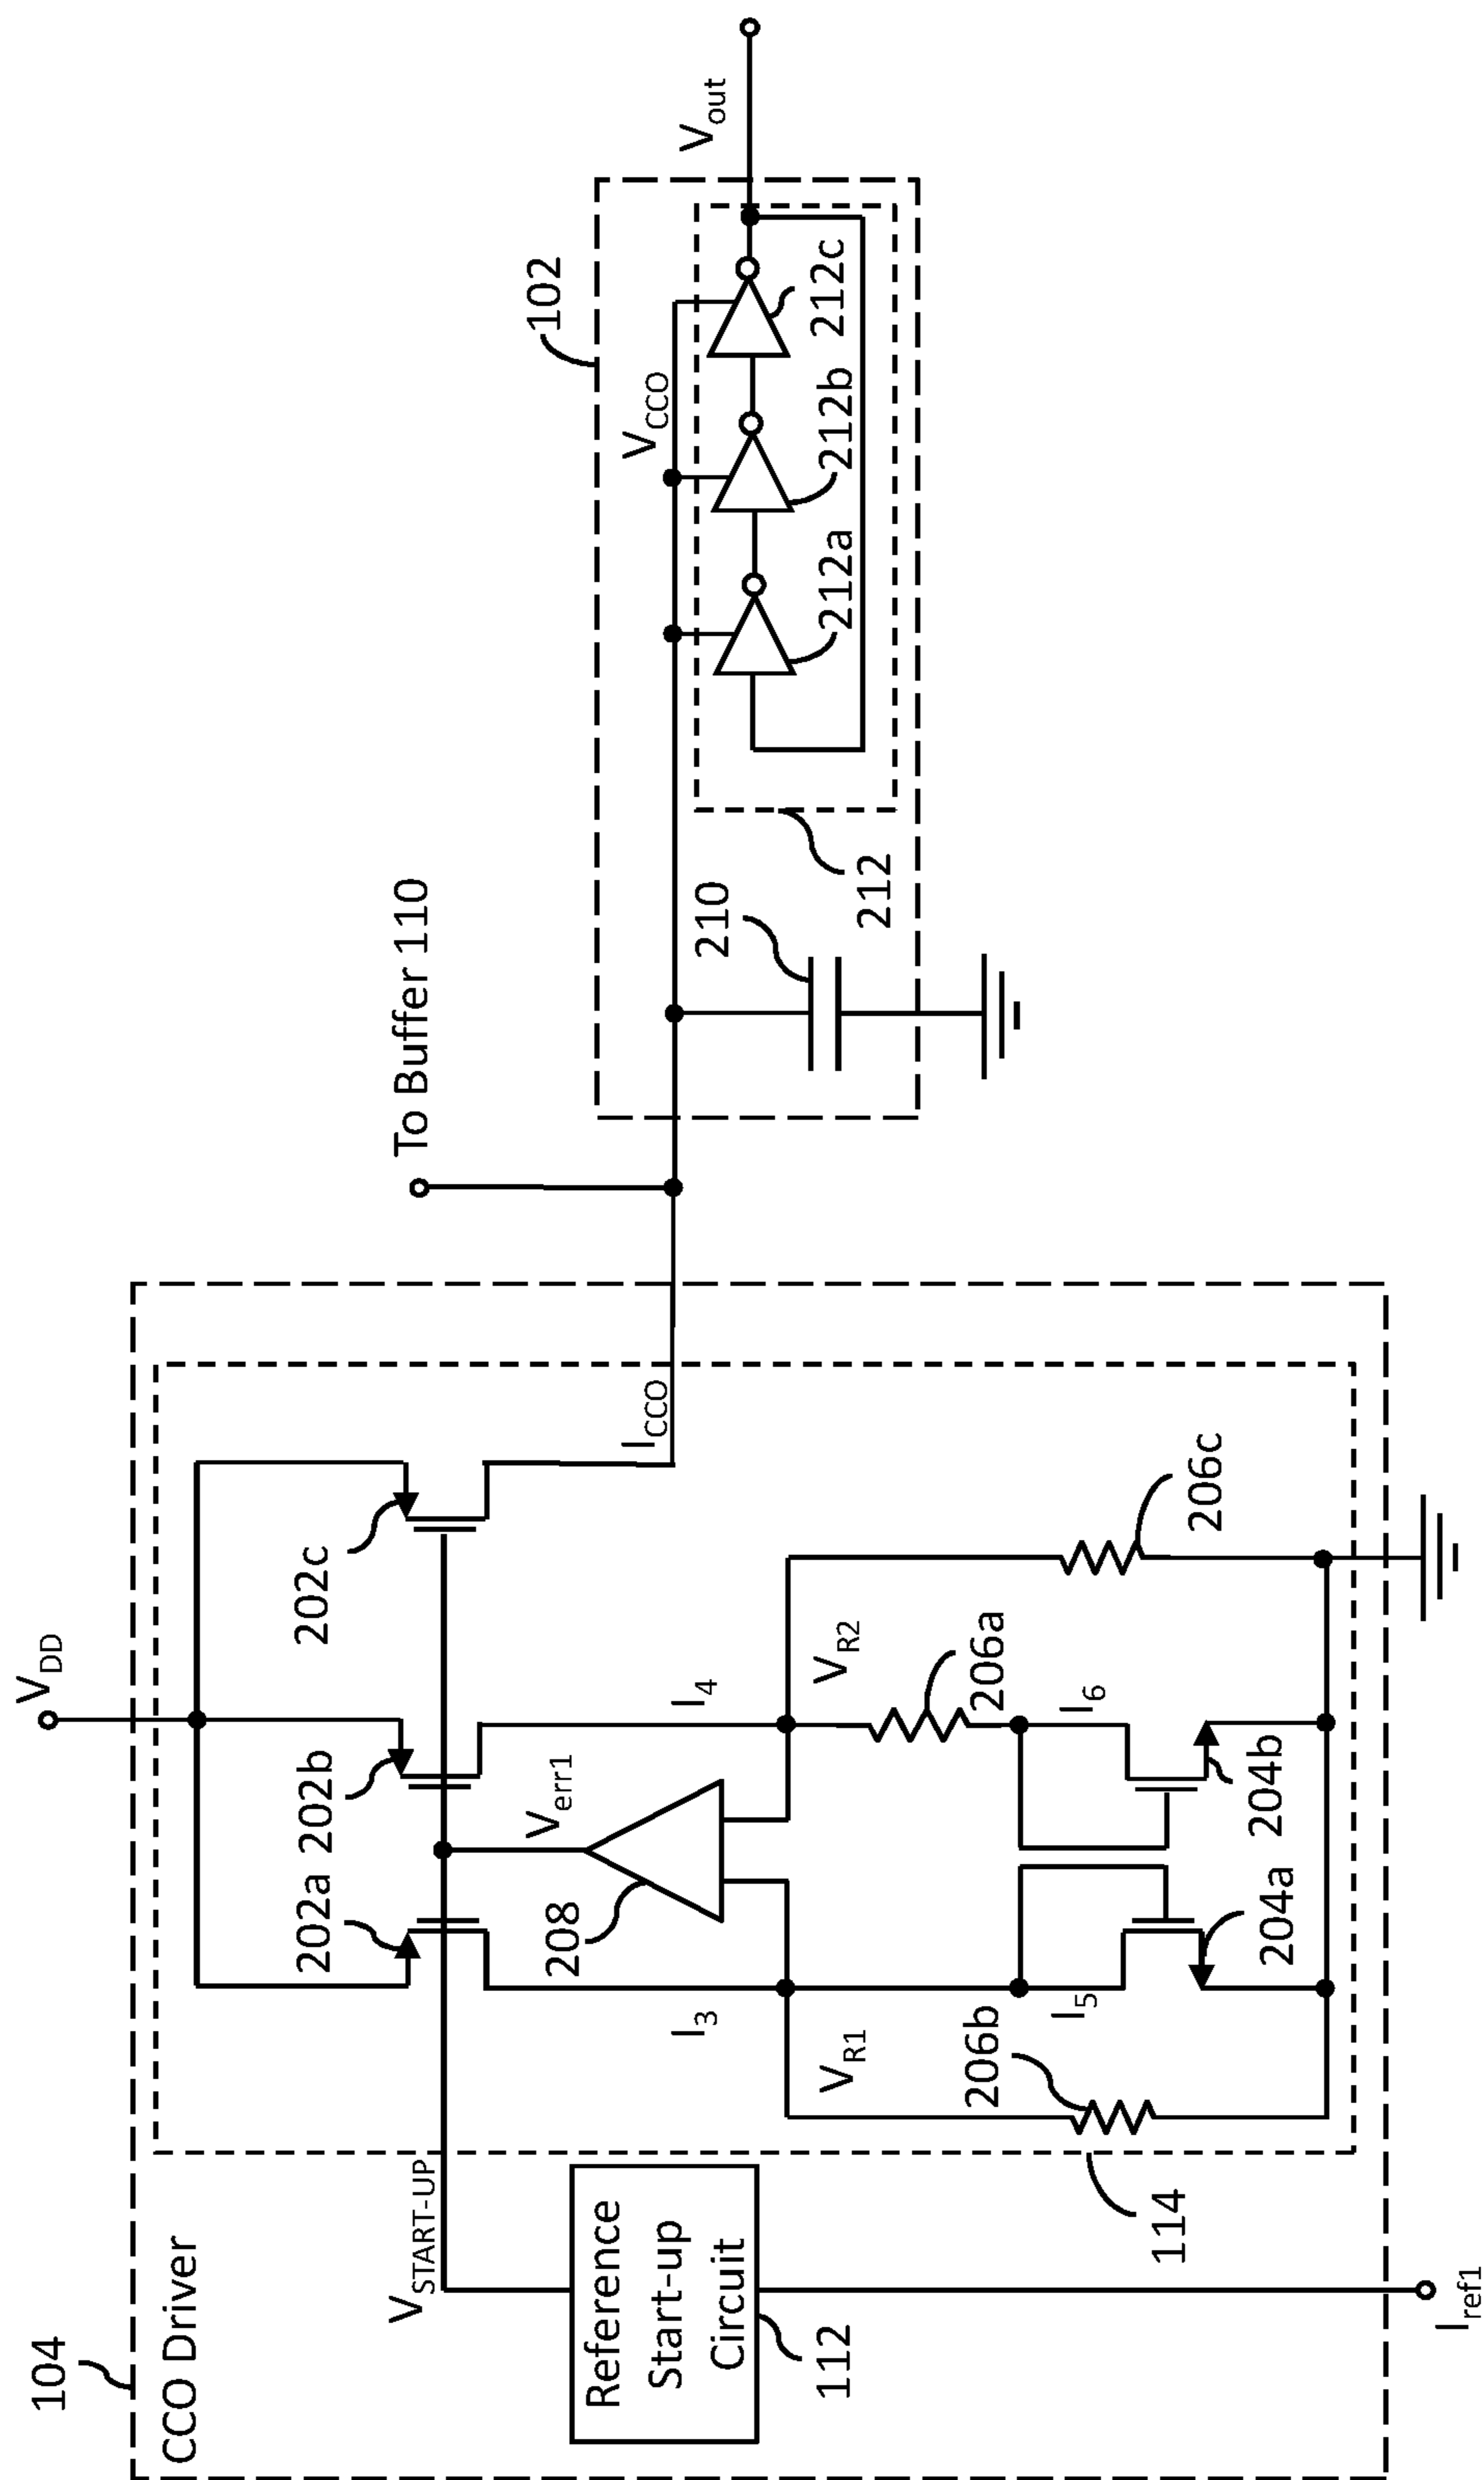 104
CCO Driver
V_DD
202a
202b
202c
V_START-UP
V_err1
208
Reference
Start-up
Circuit
112
I_3
I_4
I_CCO
V_R1
V_R2
206b
206a
206c
I_5
I_6
204a
204b
114
I_ref1
To Buffer 110
102
V_CCO
V_out
210
212
212a
212b
212c